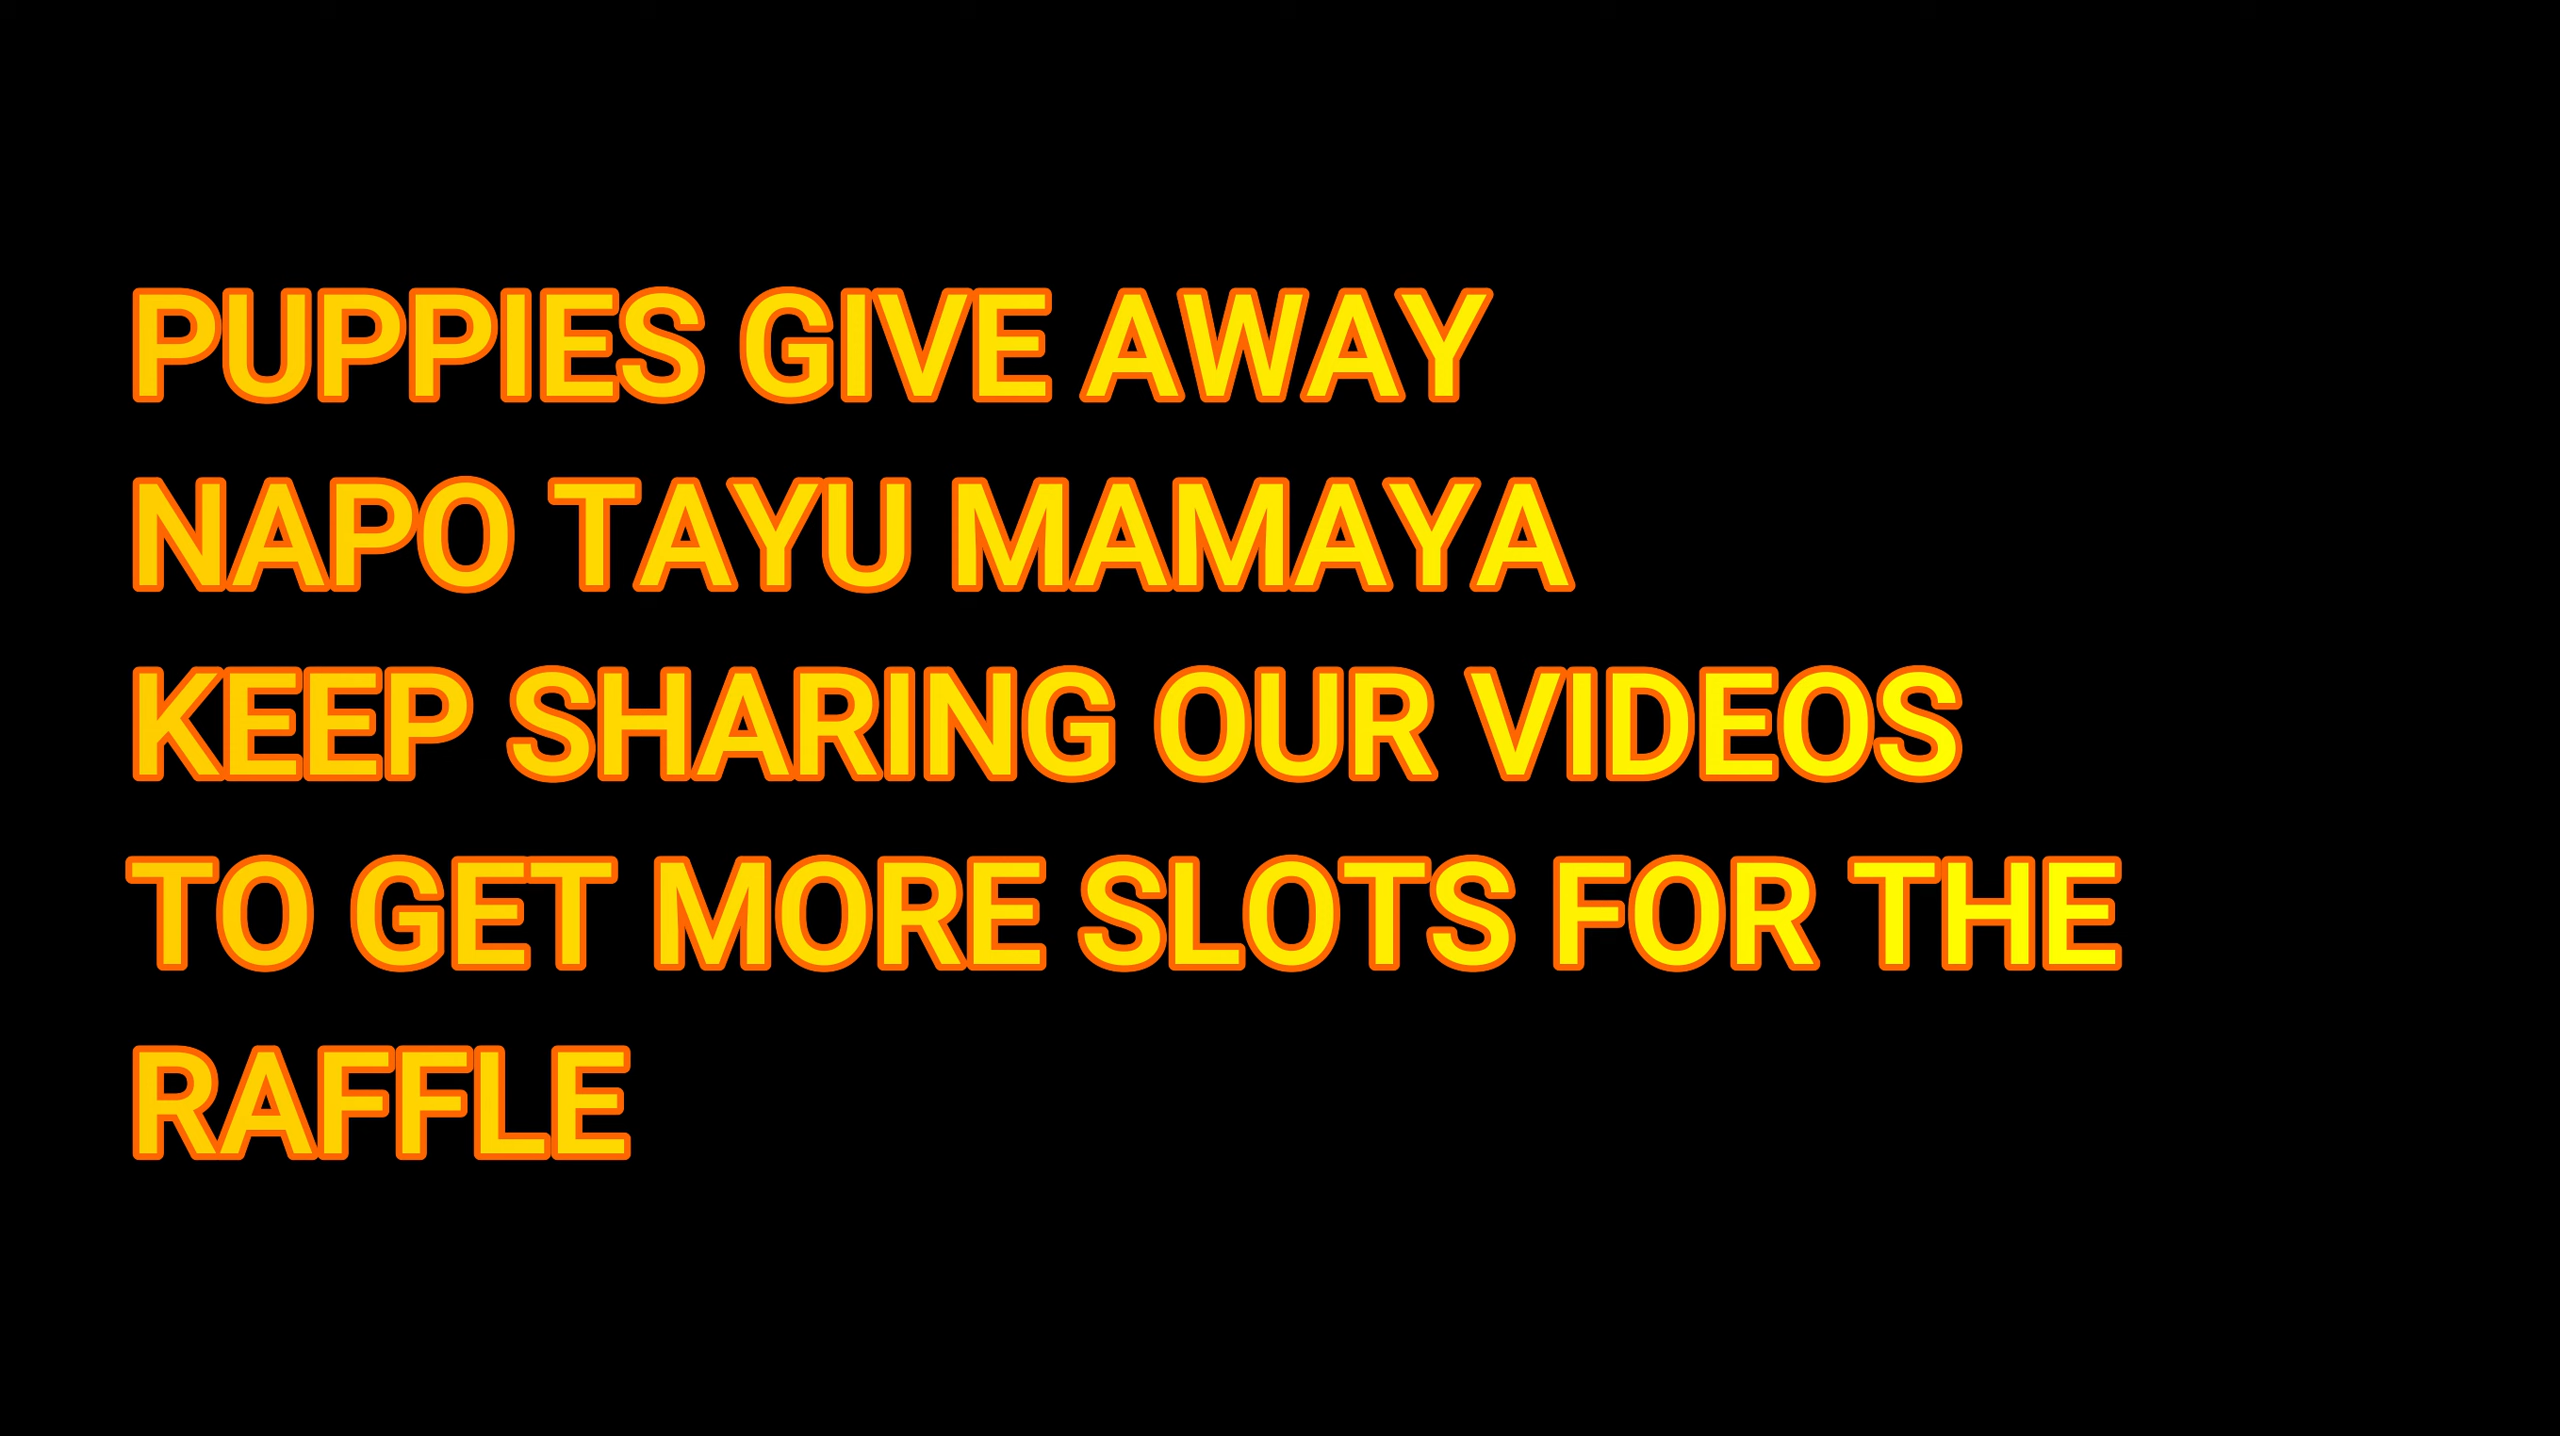 PUPPIES GIVE AWAY
NAPO TAYU MAMAYA
KEEP SHARING OUR VIDEOS
TO GET MORE SLOTS FOR THE
RAFFLE